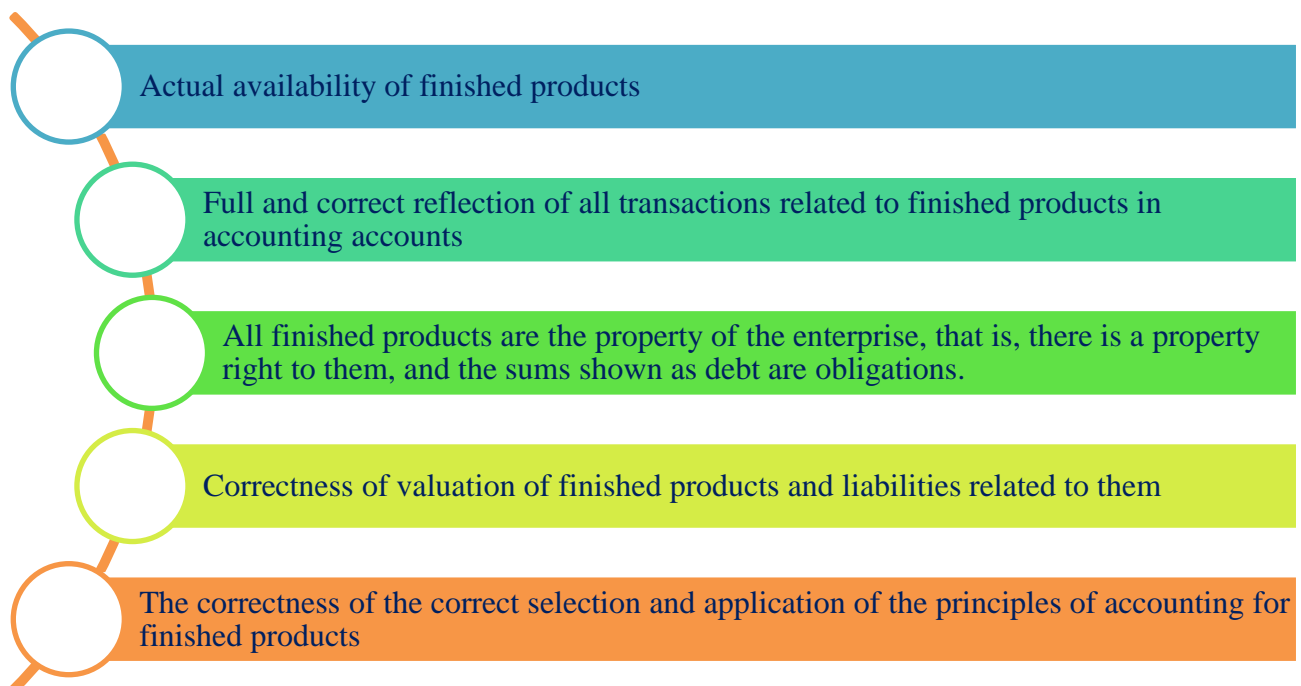 Actual availability of finished products
Full and correct reflection of all transactions related to finished products in
accounting accounts
All finished products are the property of the enterprise, that is, there is a property
right to them, and the sums shown as debt are obligations.
Correctness of valuation of finished products and liabilities related to them
The correctness of the correct selection and application of the principles of accounting for
finished products